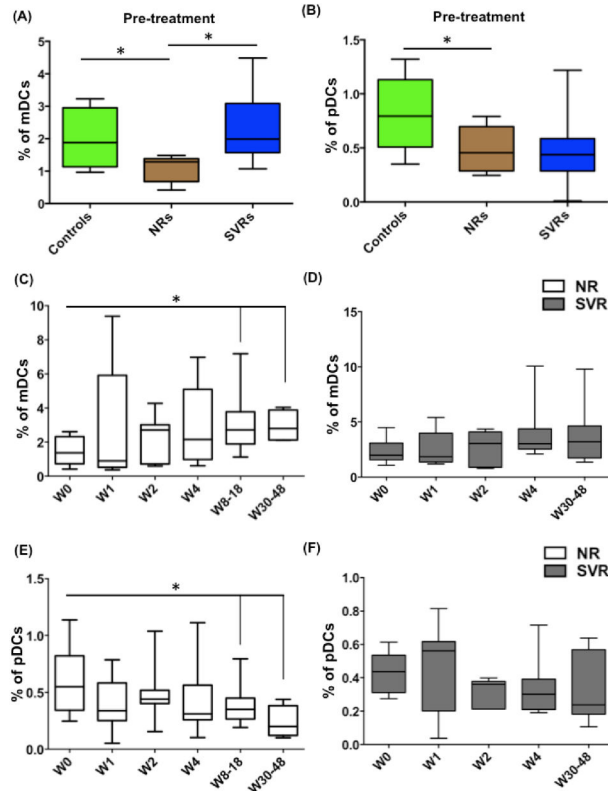 (A)
Pre-treatment
% of mDCs
5
4
3
2
1
0
*
*
Controls
NRs
SVRs
(B)
Pre-treatment
% of pDCs
1.5
1.0
0.5
0.0
*
Controls
NRs
SVRs
(C)
% of mDCs
10
8
6
4
2
0
*
W0
W1
W2
W4
W8-18
W30-48
(D)
NR
SVR
% of mDCs
15
10
5
0
W0
W1
W2
W4
W30-48
(E)
% of pDCs
1.5
1.0
0.5
0.0
*
W0
W1
W2
W4
W8-18
W30-48
(F)
NR
SVR
% of pDCs
1.0
0.8
0.6
0.4
0.2
0.0
W0
W1
W2
W4
W30-48